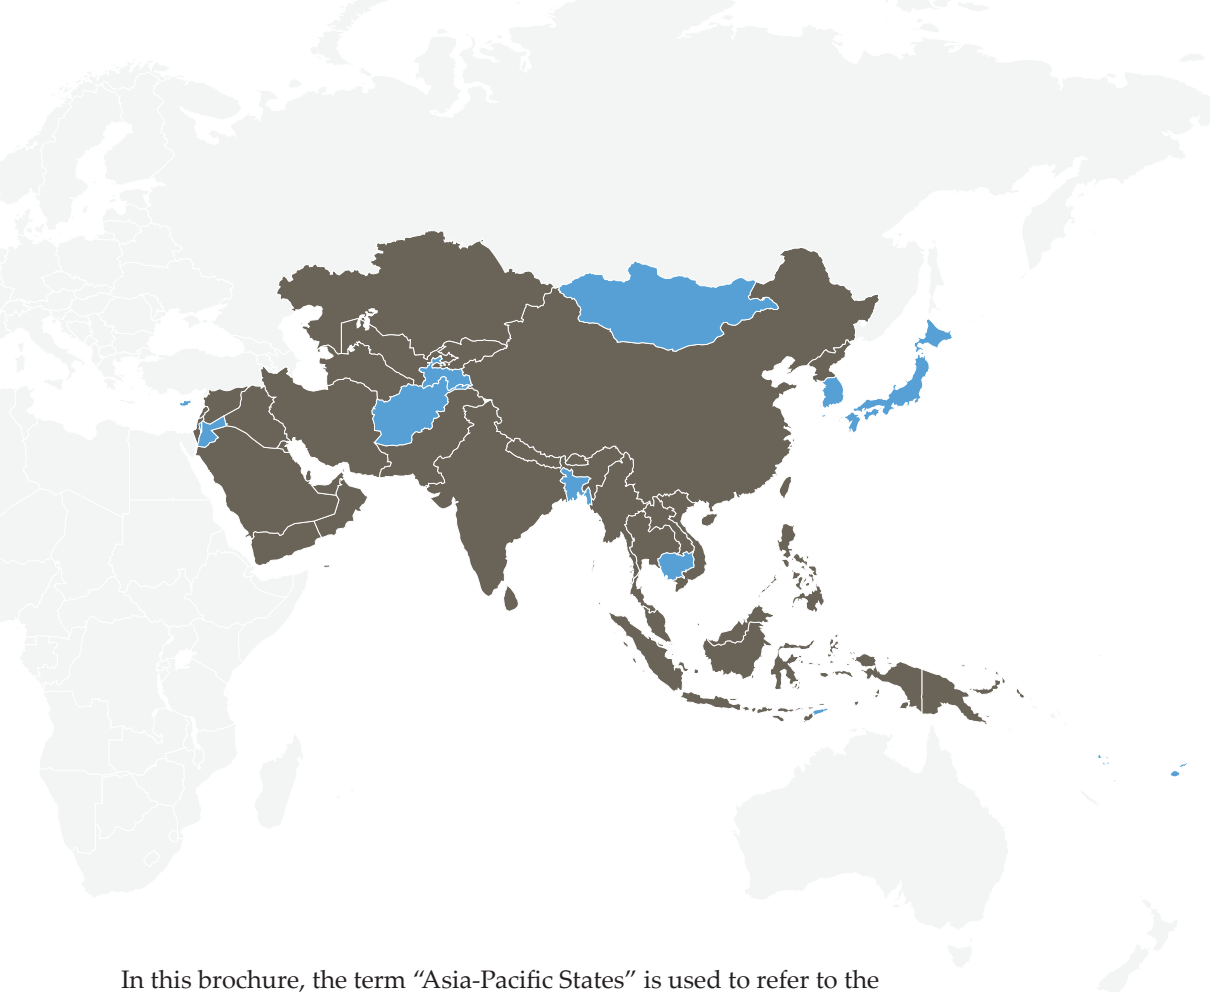 In this brochure, the term “Asia-Pacific States” is used to refer to the